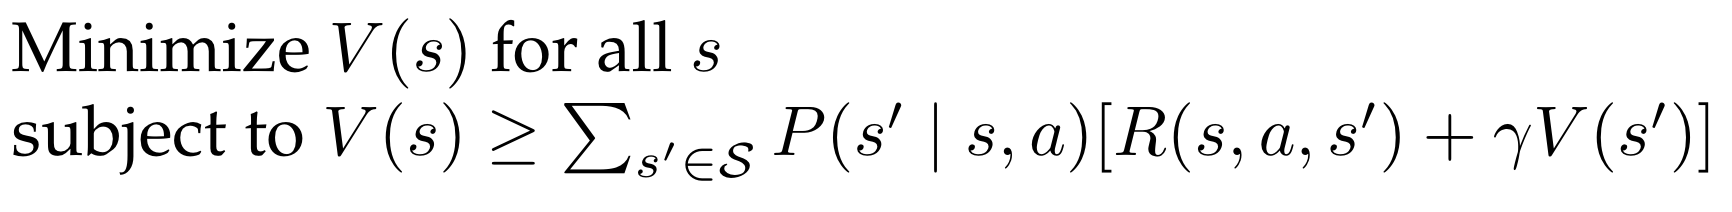 Minimize V(s) for all s
subject to V(s) ≥ ∑_{s′∈𝒮} P(s′ | s, a)[R(s, a, s′) + γV(s′)]